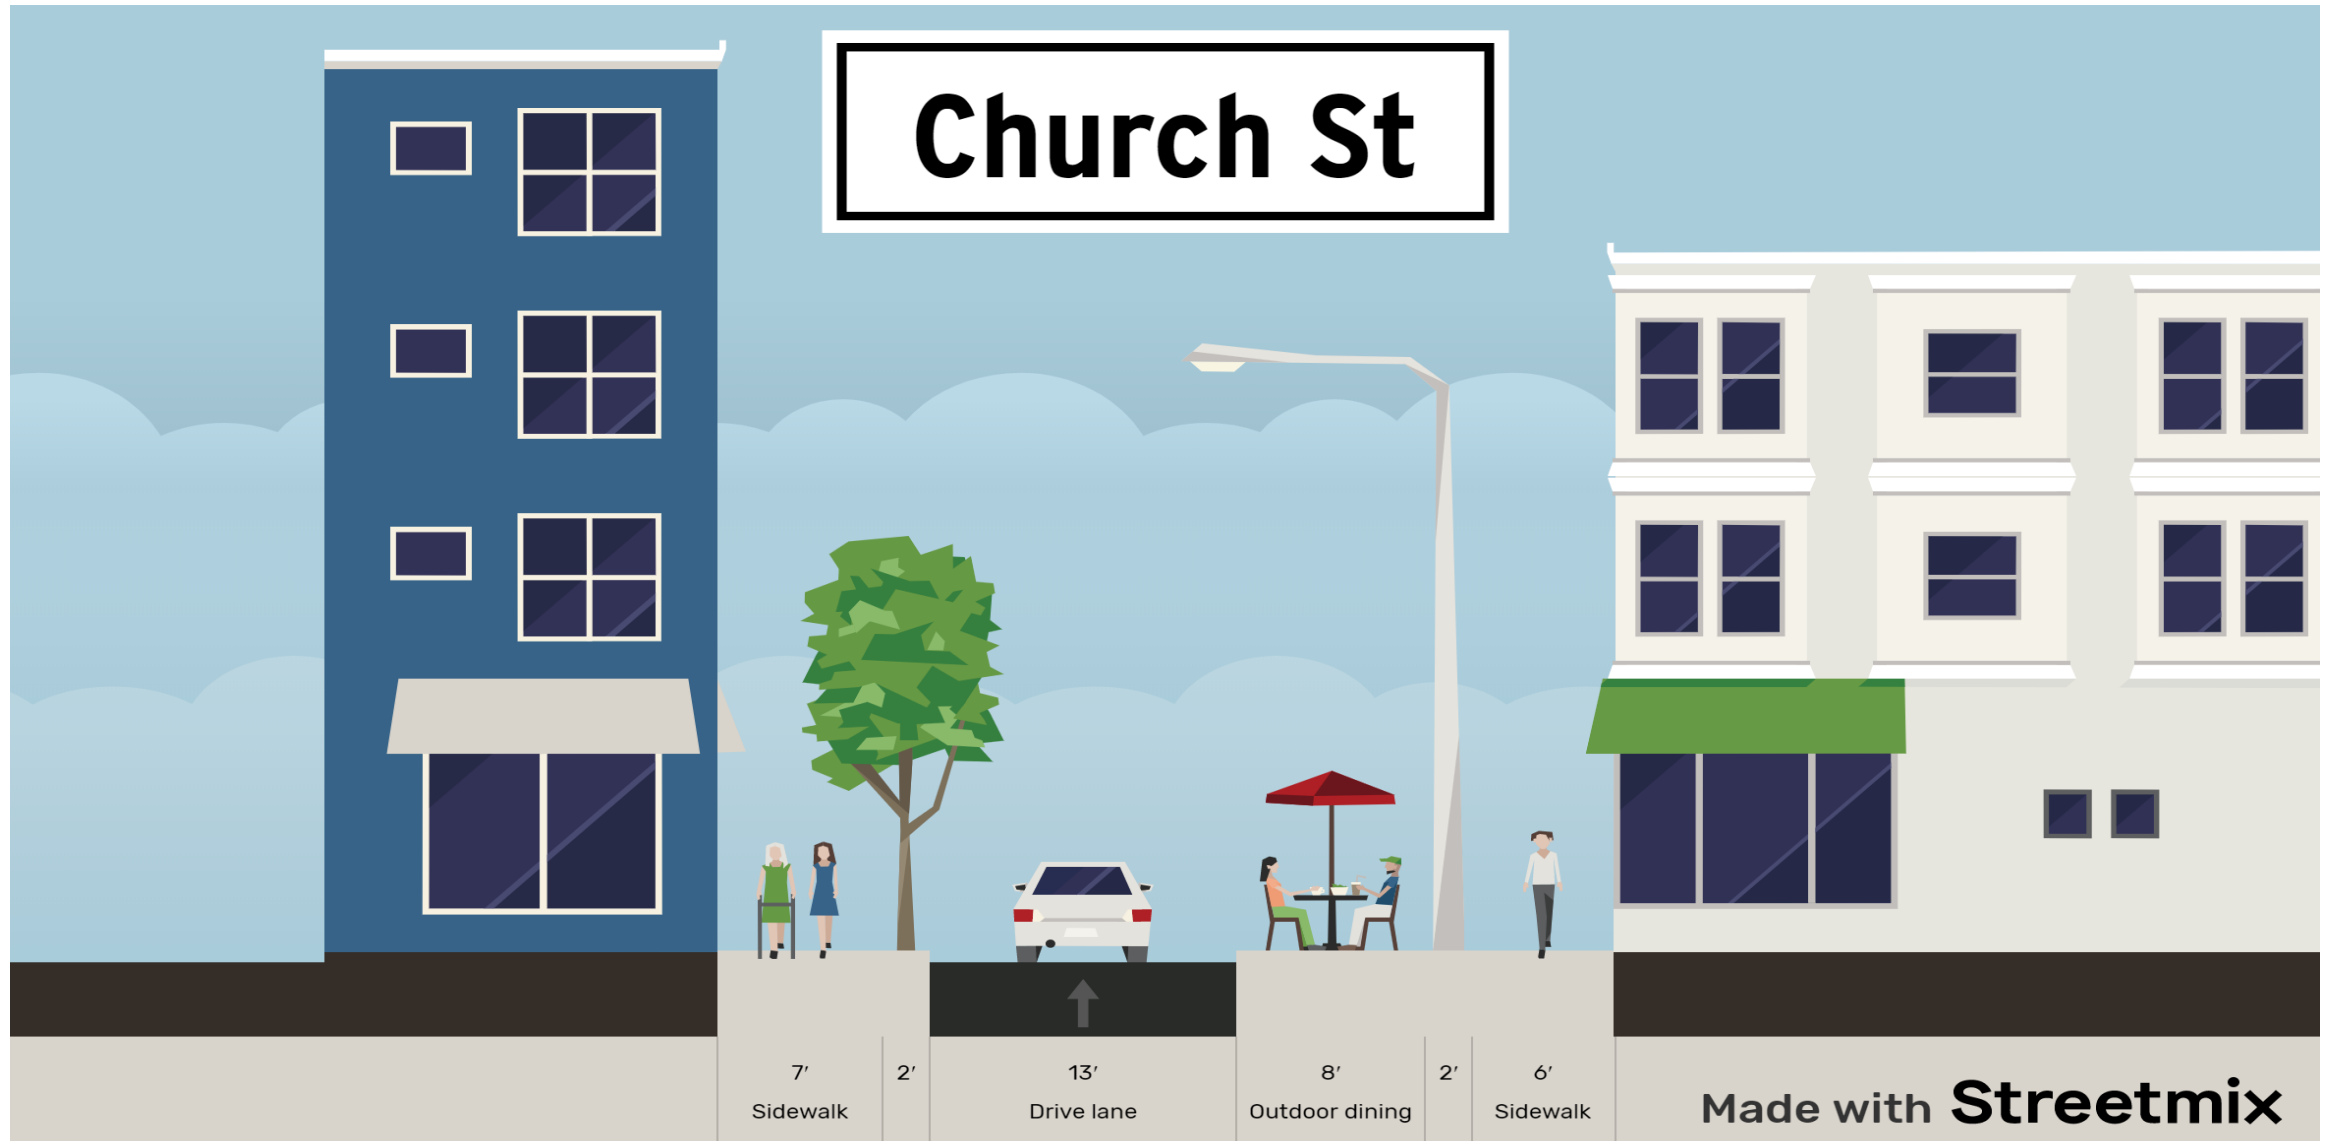 Church St
7′ 2′ 13′ 8′ 2′ 6′
Sidewalk Drive lane Outdoor dining Sidewalk
Made with Streetmix